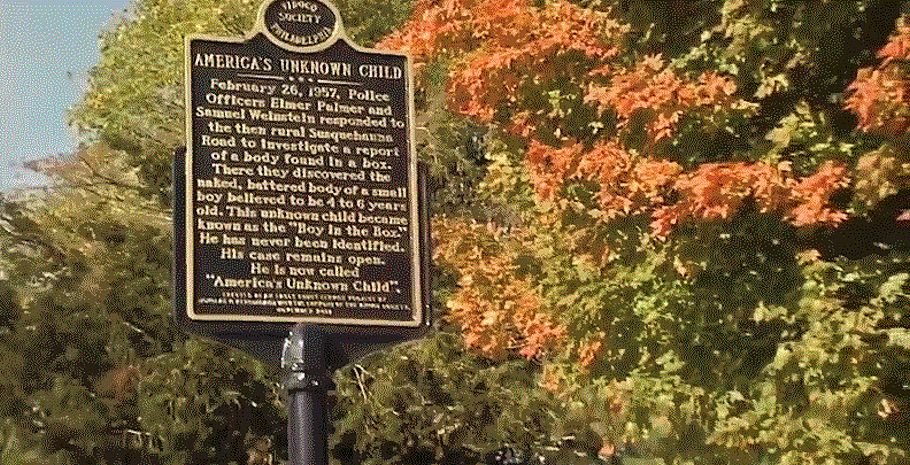 VIDOCQ
SOCIETY
PHILADELPHIA
AMERICA'S UNKNOWN CHILD
February 26, 1957, Police
Officers Elmer Palmer and
Samuel Weinstein responded to
the then rural Susquehanna
Road to investigate a report
of a body found in a box.
There they discovered the
naked, battered body of a small
boy believed to be 4 to 6 years
old. This unknown child became
known as the "Boy in the Box."
He has never been identified.
His case remains open.
He is now called
"America's Unknown Child".